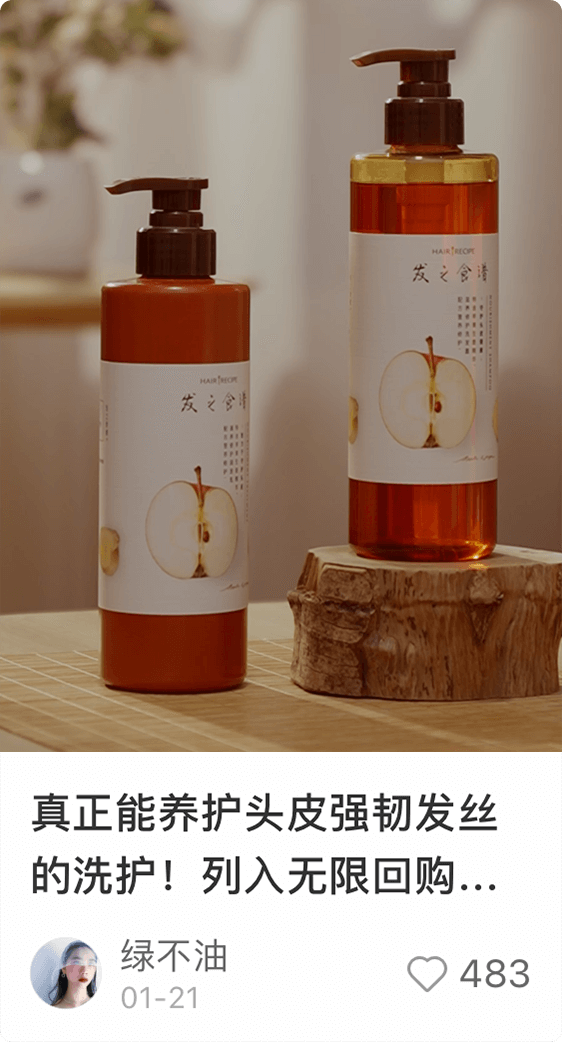 HAIR RECIPE
发之食谱
HAIR RECIPE
发之食谱
真正能养护头皮强韧发丝
的洗护！列入无限回购...
绿不油
01-21
483